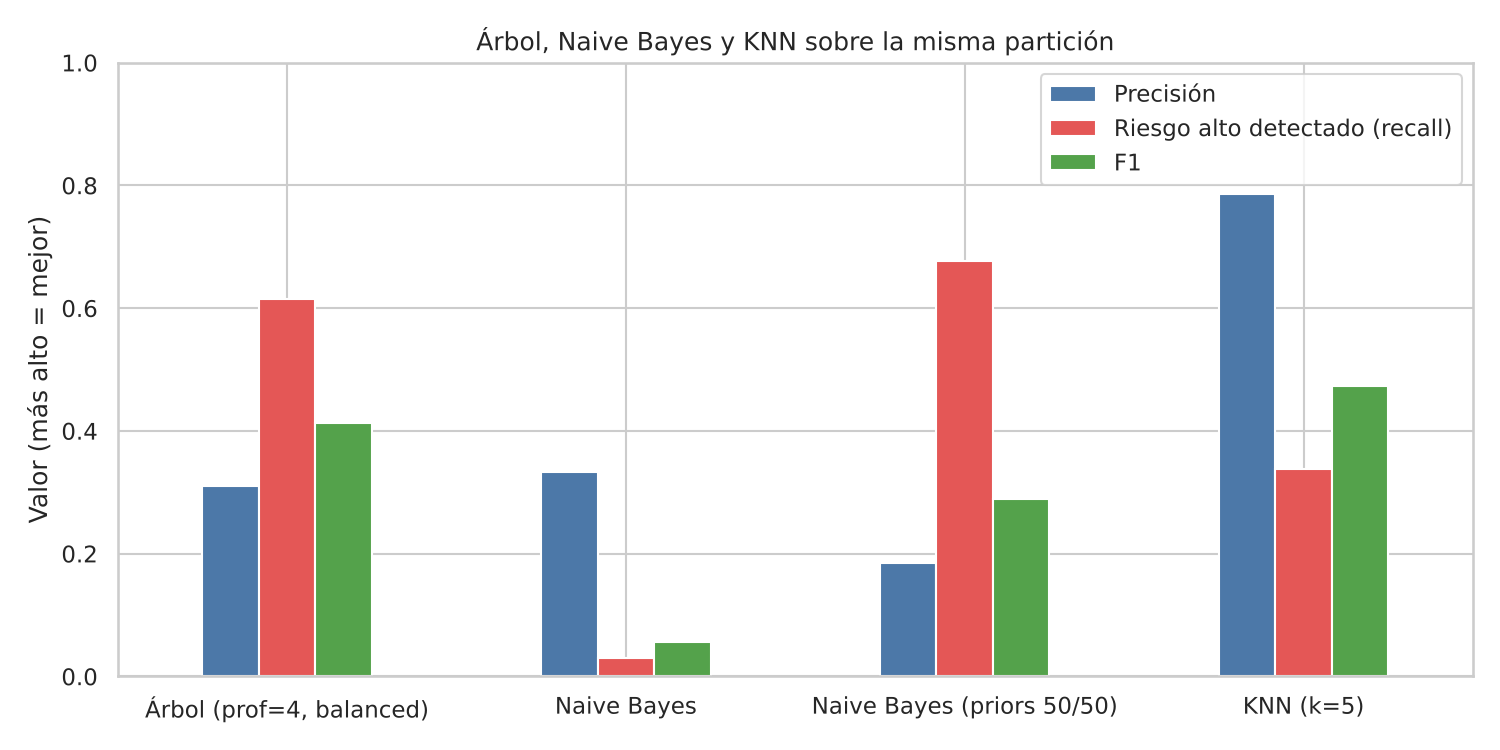 Árbol, Naive Bayes y KNN sobre la misma partición
Valor (más alto = mejor)
1.0
0.8
0.6
0.4
0.2
0.0
Precisión
Riesgo alto detectado (recall)
F1
Árbol (prof=4, balanced)
Naive Bayes
Naive Bayes (priors 50/50)
KNN (k=5)